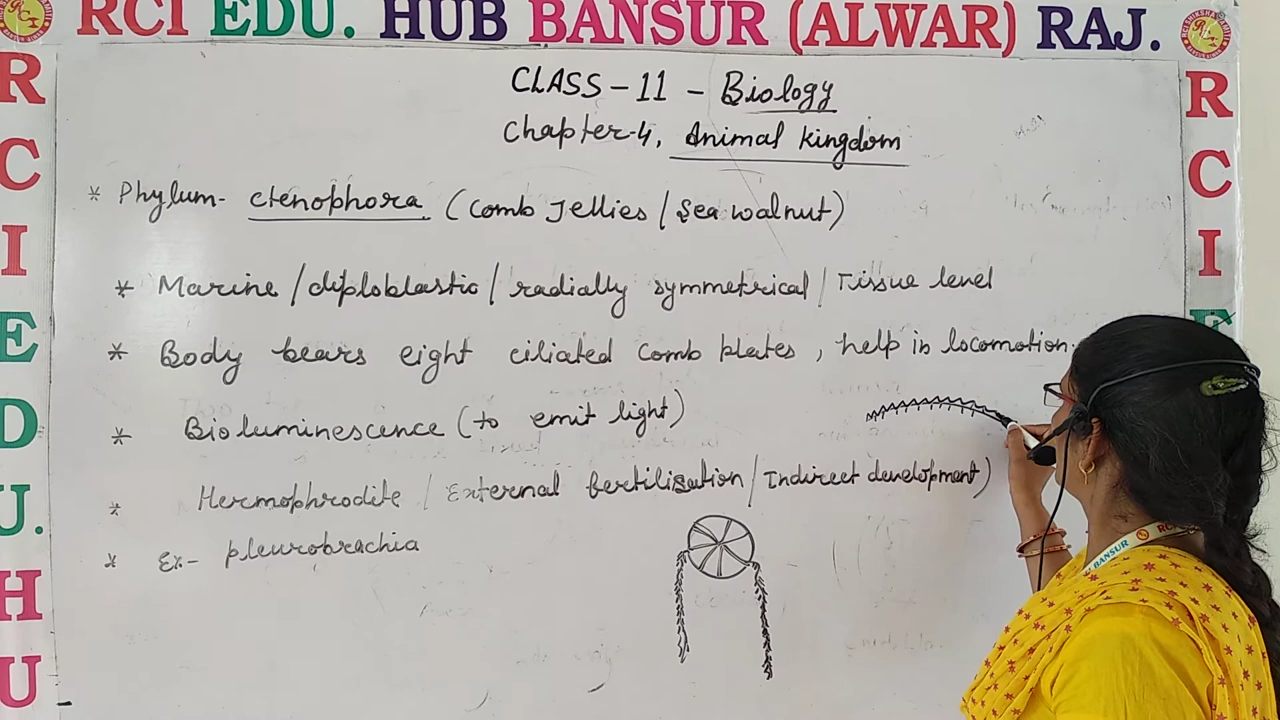 RCI EDU. HUB BANSUR (ALWAR) RAJ.
R C I E D U. H U
R C I E
CLASS-11 - Biology
Chapter-4, Animal kingdom
* Phylum- ctenophora (comb Jellies / Sea walnut)
* Marine / diploblastic / radially symmetrical / Tissue level
* Body bears eight ciliated comb plates, help in locomotion.
* Bioluminescence (to emit light)
* Hermophrodite / External fertilisation / Indirect development)
* Ex- pleurobrachia
BANSUR